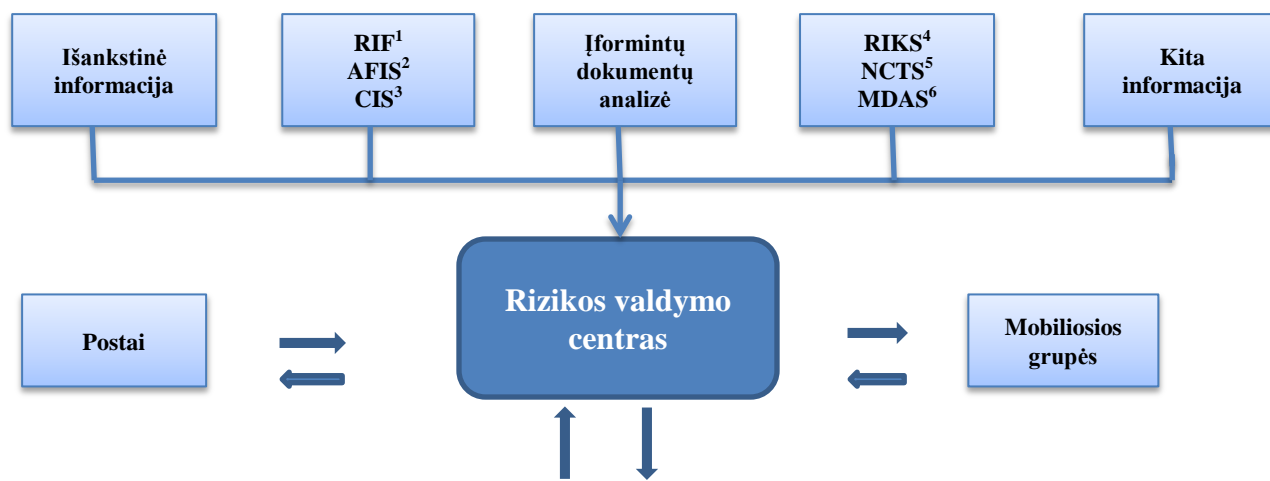 Išankstinė
informacija
RIF¹
AFIS²
CIS³
Įformintų
dokumentų
analizė
RIKS⁴
NCTS⁵
MDAS⁶
Kita
informacija
Rizikos valdymo
centras
Postai
Mobiliosios
grupės